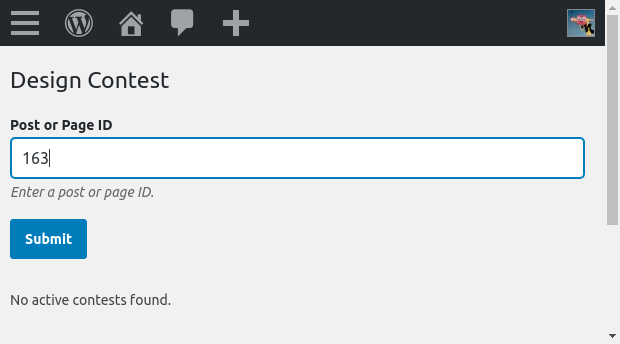 Design Contest
Post or Page ID
163
Enter a post or page ID.
Submit
No active contests found.